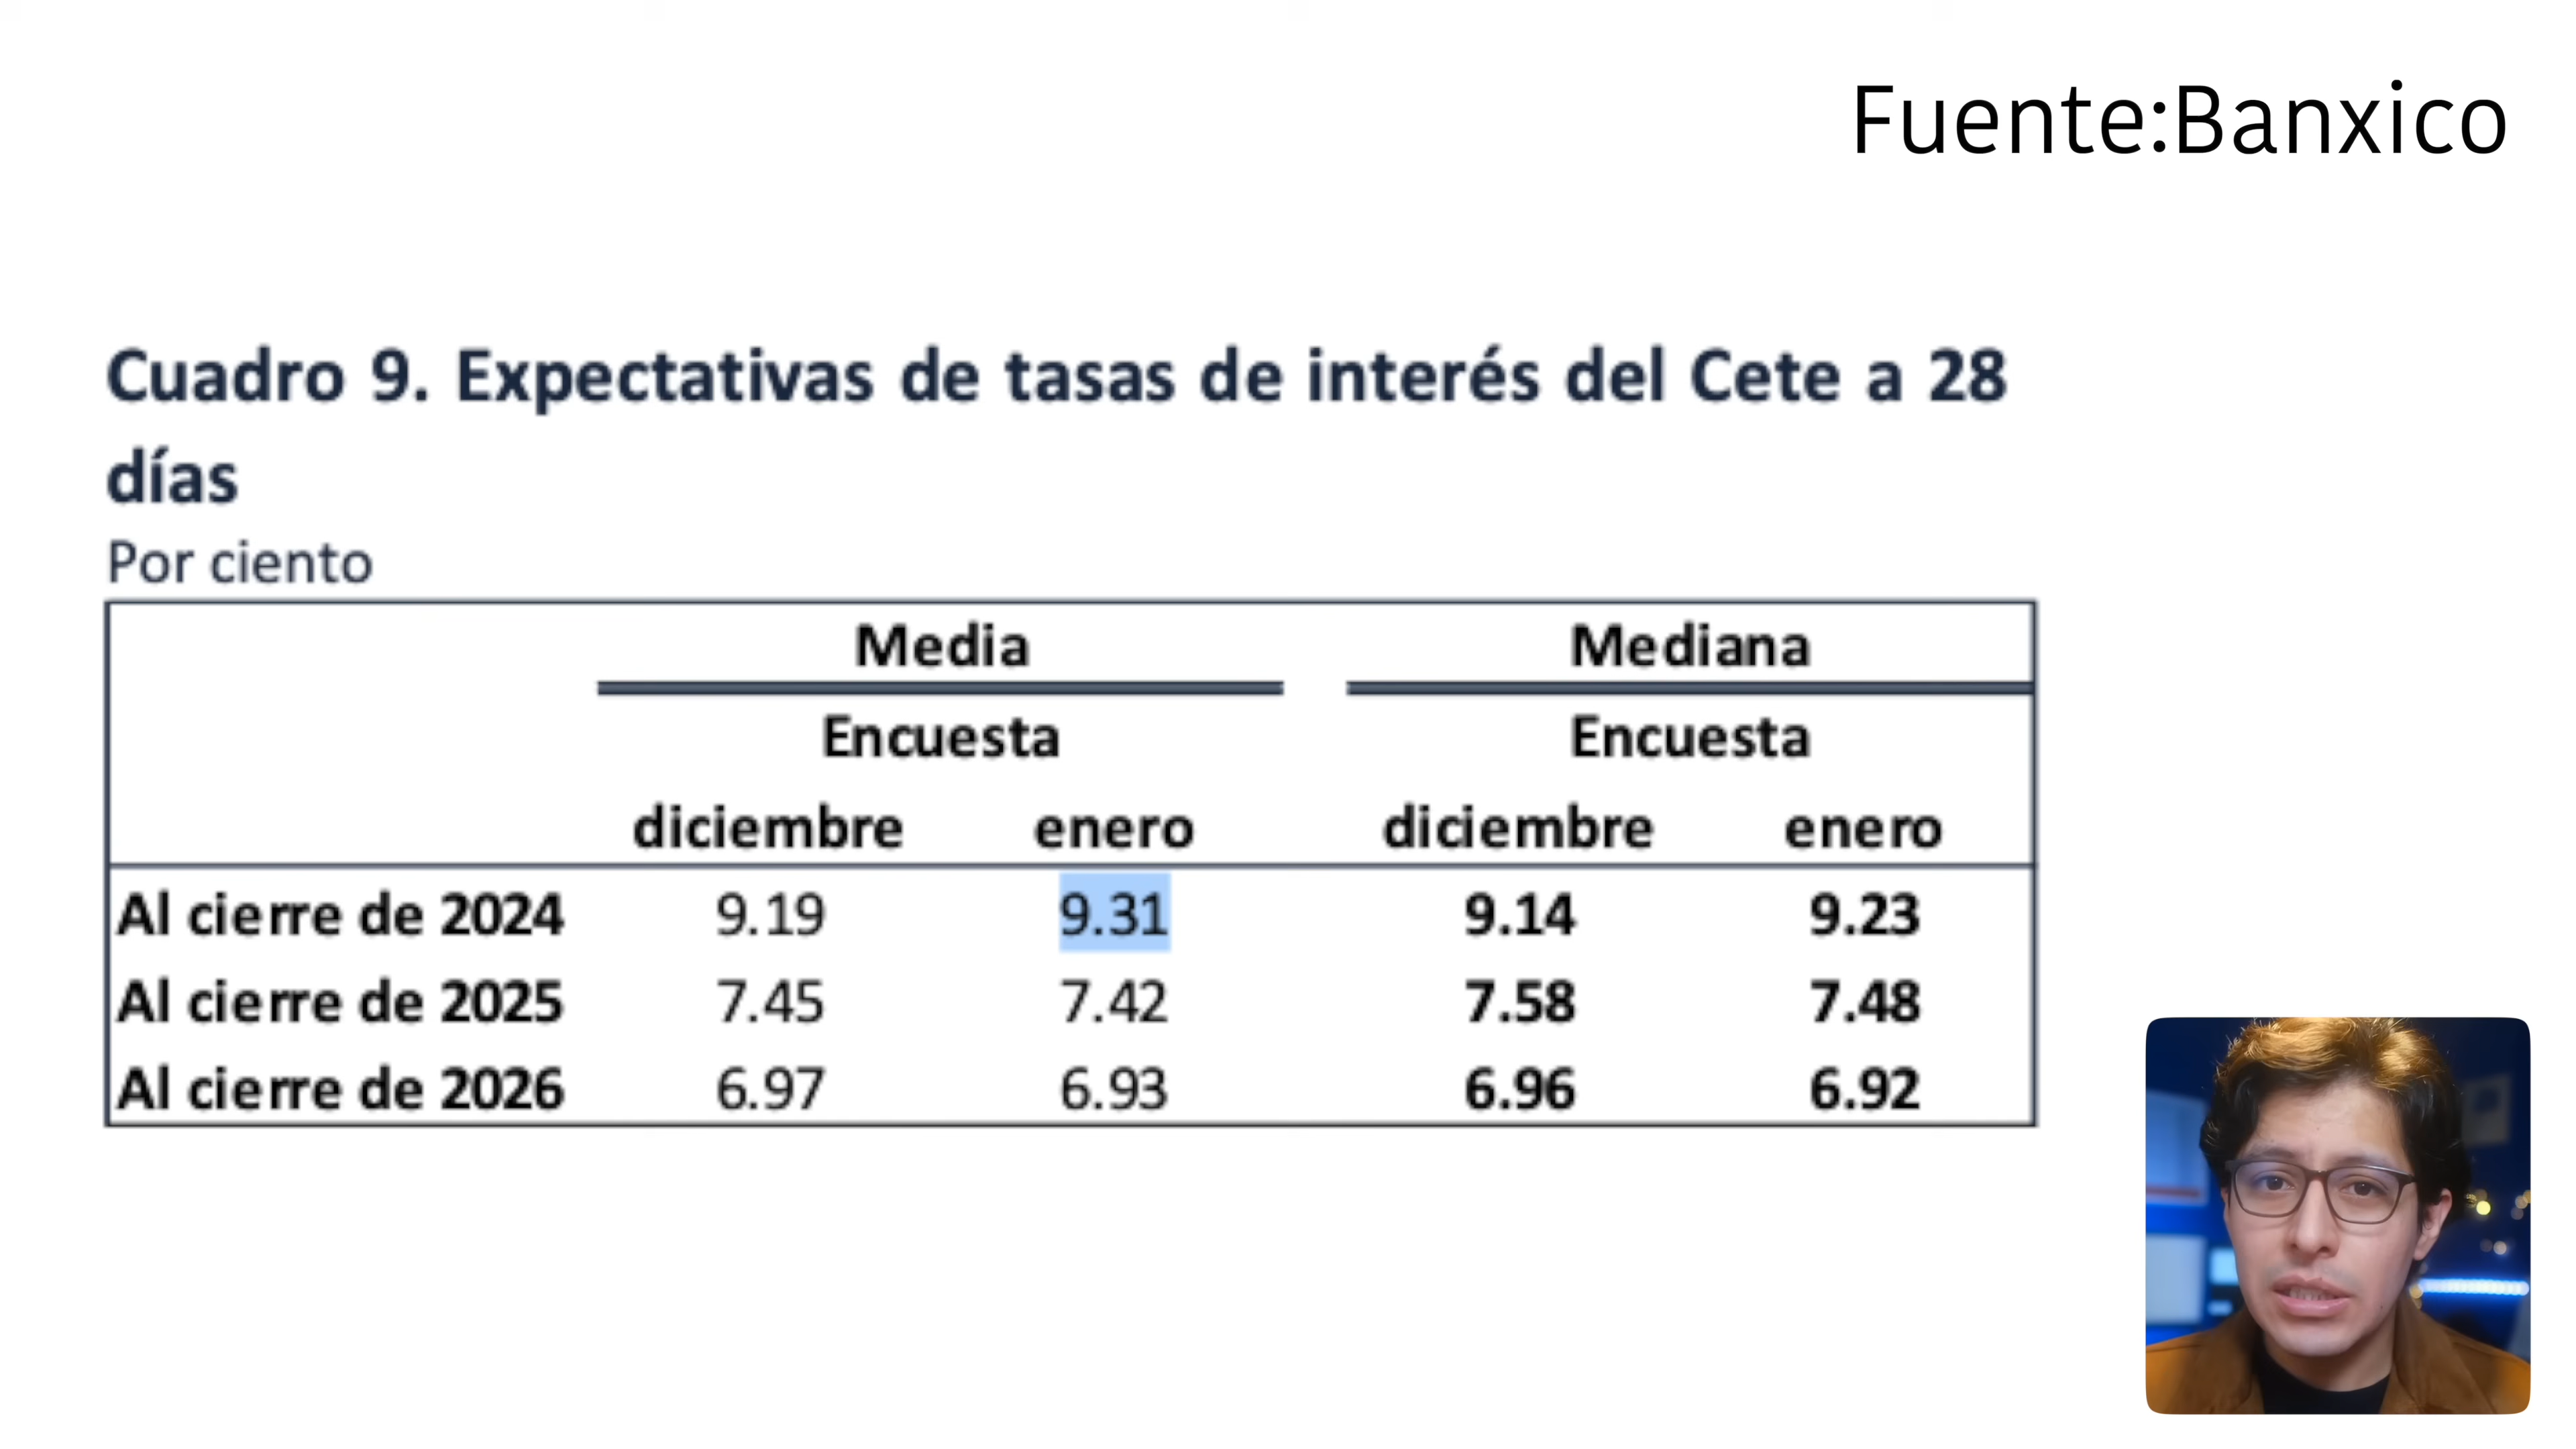 Fuente:Banxico
Cuadro 9. Expectativas de tasas de interés del Cete a 28
días
Por ciento
Media Mediana
Encuesta Encuesta
diciembre enero diciembre enero
Al cierre de 2024 9.19 9.31 9.14 9.23
Al cierre de 2025 7.45 7.42 7.58 7.48
Al cierre de 2026 6.97 6.93 6.96 6.92